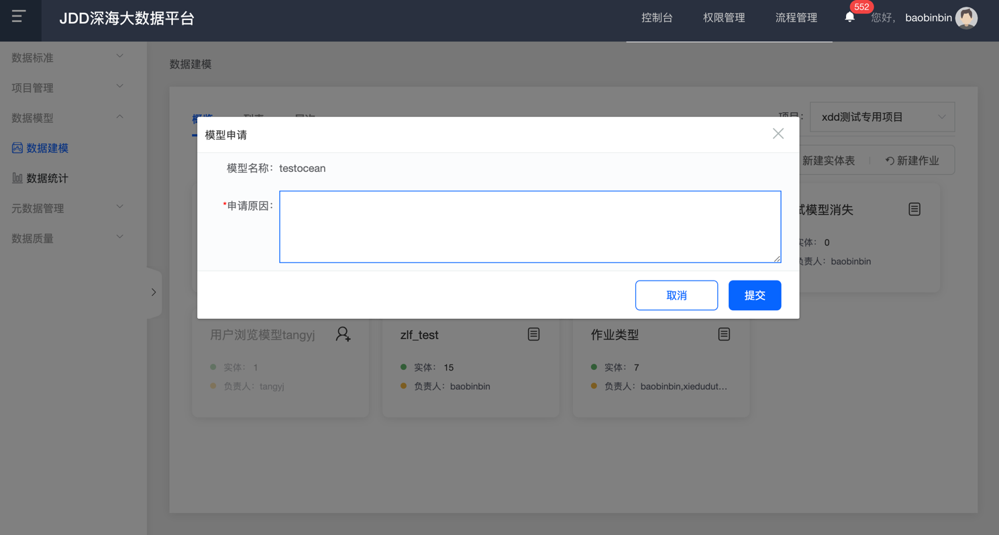 JDD深海大数据平台
控制台
权限管理
流程管理
552
您好,
baobinbin
数据标准
项目管理
数据模型
数据建模
数据统计
元数据管理
数据质量
数据建模
项目:
xdd测试专用项目
新建实体表
新建作业
模型申请
模型名称: testocean
*申请原因:
取消
提交
试模型消失
实体: 0
负责人: baobinbin
用户浏览模型tangyj
实体: 1
负责人: tangyj
zlf_test
实体: 15
负责人: baobinbin
作业类型
实体: 7
负责人: baobinbin,xiedudut...